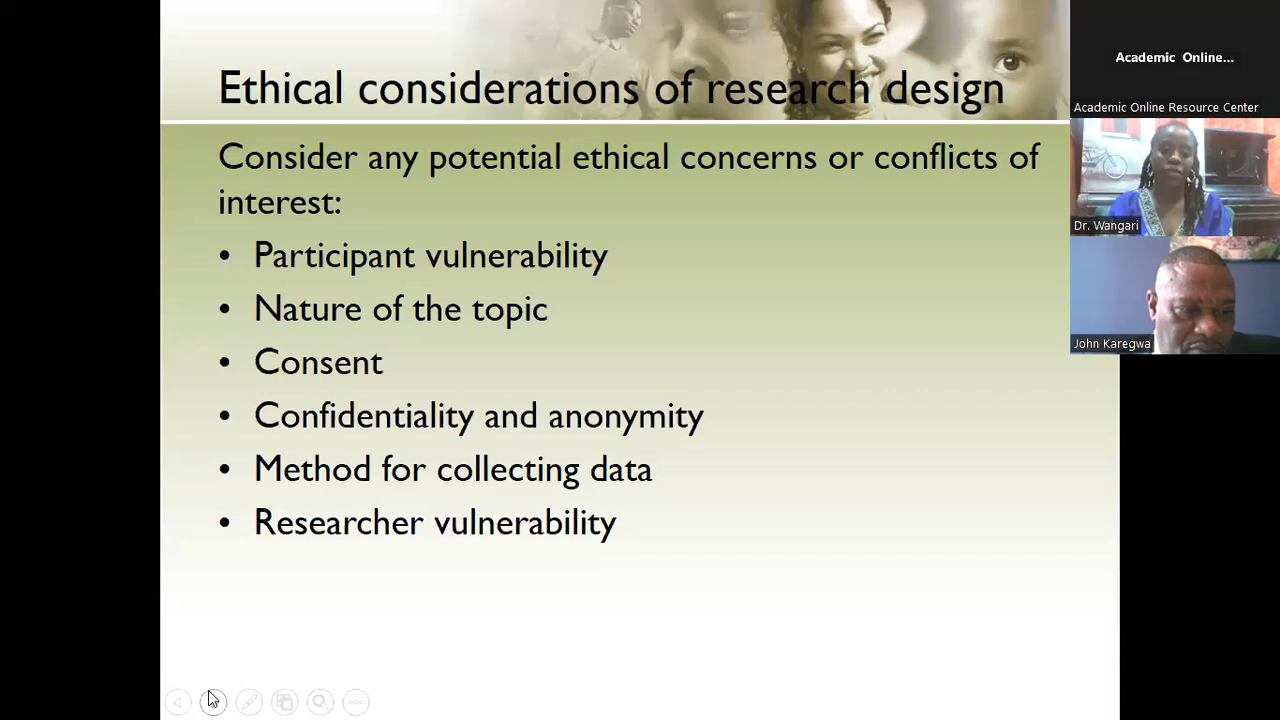 Ethical considerations of research design
Consider any potential ethical concerns or conflicts of
interest:
• Participant vulnerability
• Nature of the topic
• Consent
• Confidentiality and anonymity
• Method for collecting data
• Researcher vulnerability
Academic Online...
Academic Online Resource Center
Dr. Wangari
John Karegwa